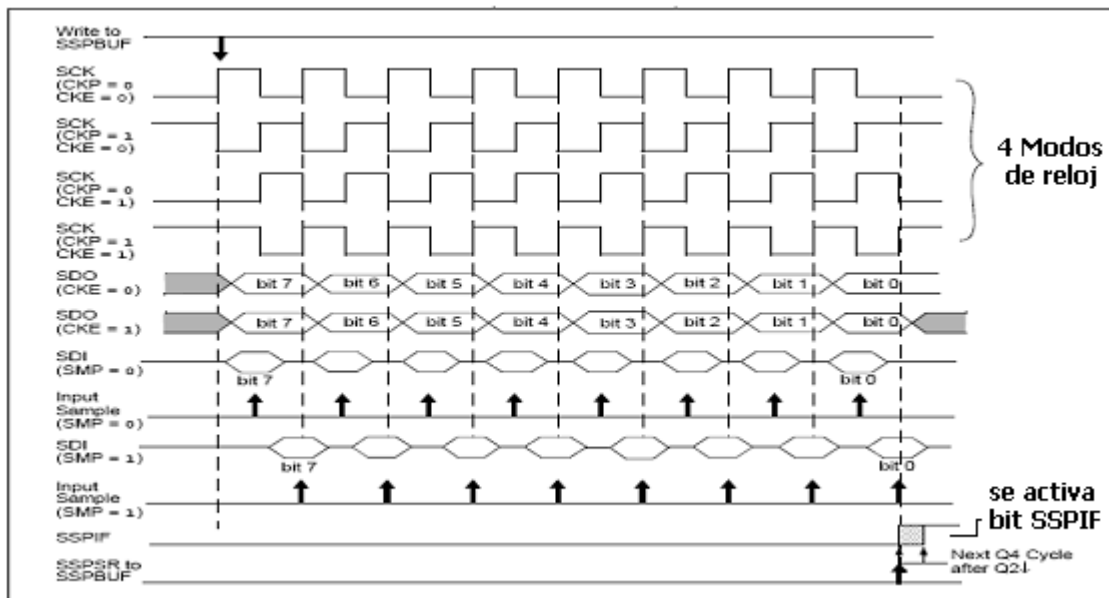 Write to
SSPBUF
SCK
(CKP = 0
CKE = 0)
SCK
(CKP = 1
CKE = 0)
SCK
(CKP = 0
CKE = 1)
SCK
(CKP = 1
CKE = 1)
4 Modos
de reloj
SDO
(CKE = 0)
bit 7 bit 6 bit 5 bit 4 bit 3 bit 2 bit 1 bit 0
SDO
(CKE = 1)
bit 7 bit 6 bit 5 bit 4 bit 3 bit 2 bit 1 bit 0
SDI
(SMP = 0)
bit 7 bit 0
Input
Sample
(SMP = 0)
SDI
(SMP = 1)
bit 7 bit 0
Input
Sample
(SMP = 1)
se activa
bit SSPIF
SSPIF
Next Q4 Cycle
after Q2↓
SSPSR to
SSPBUF